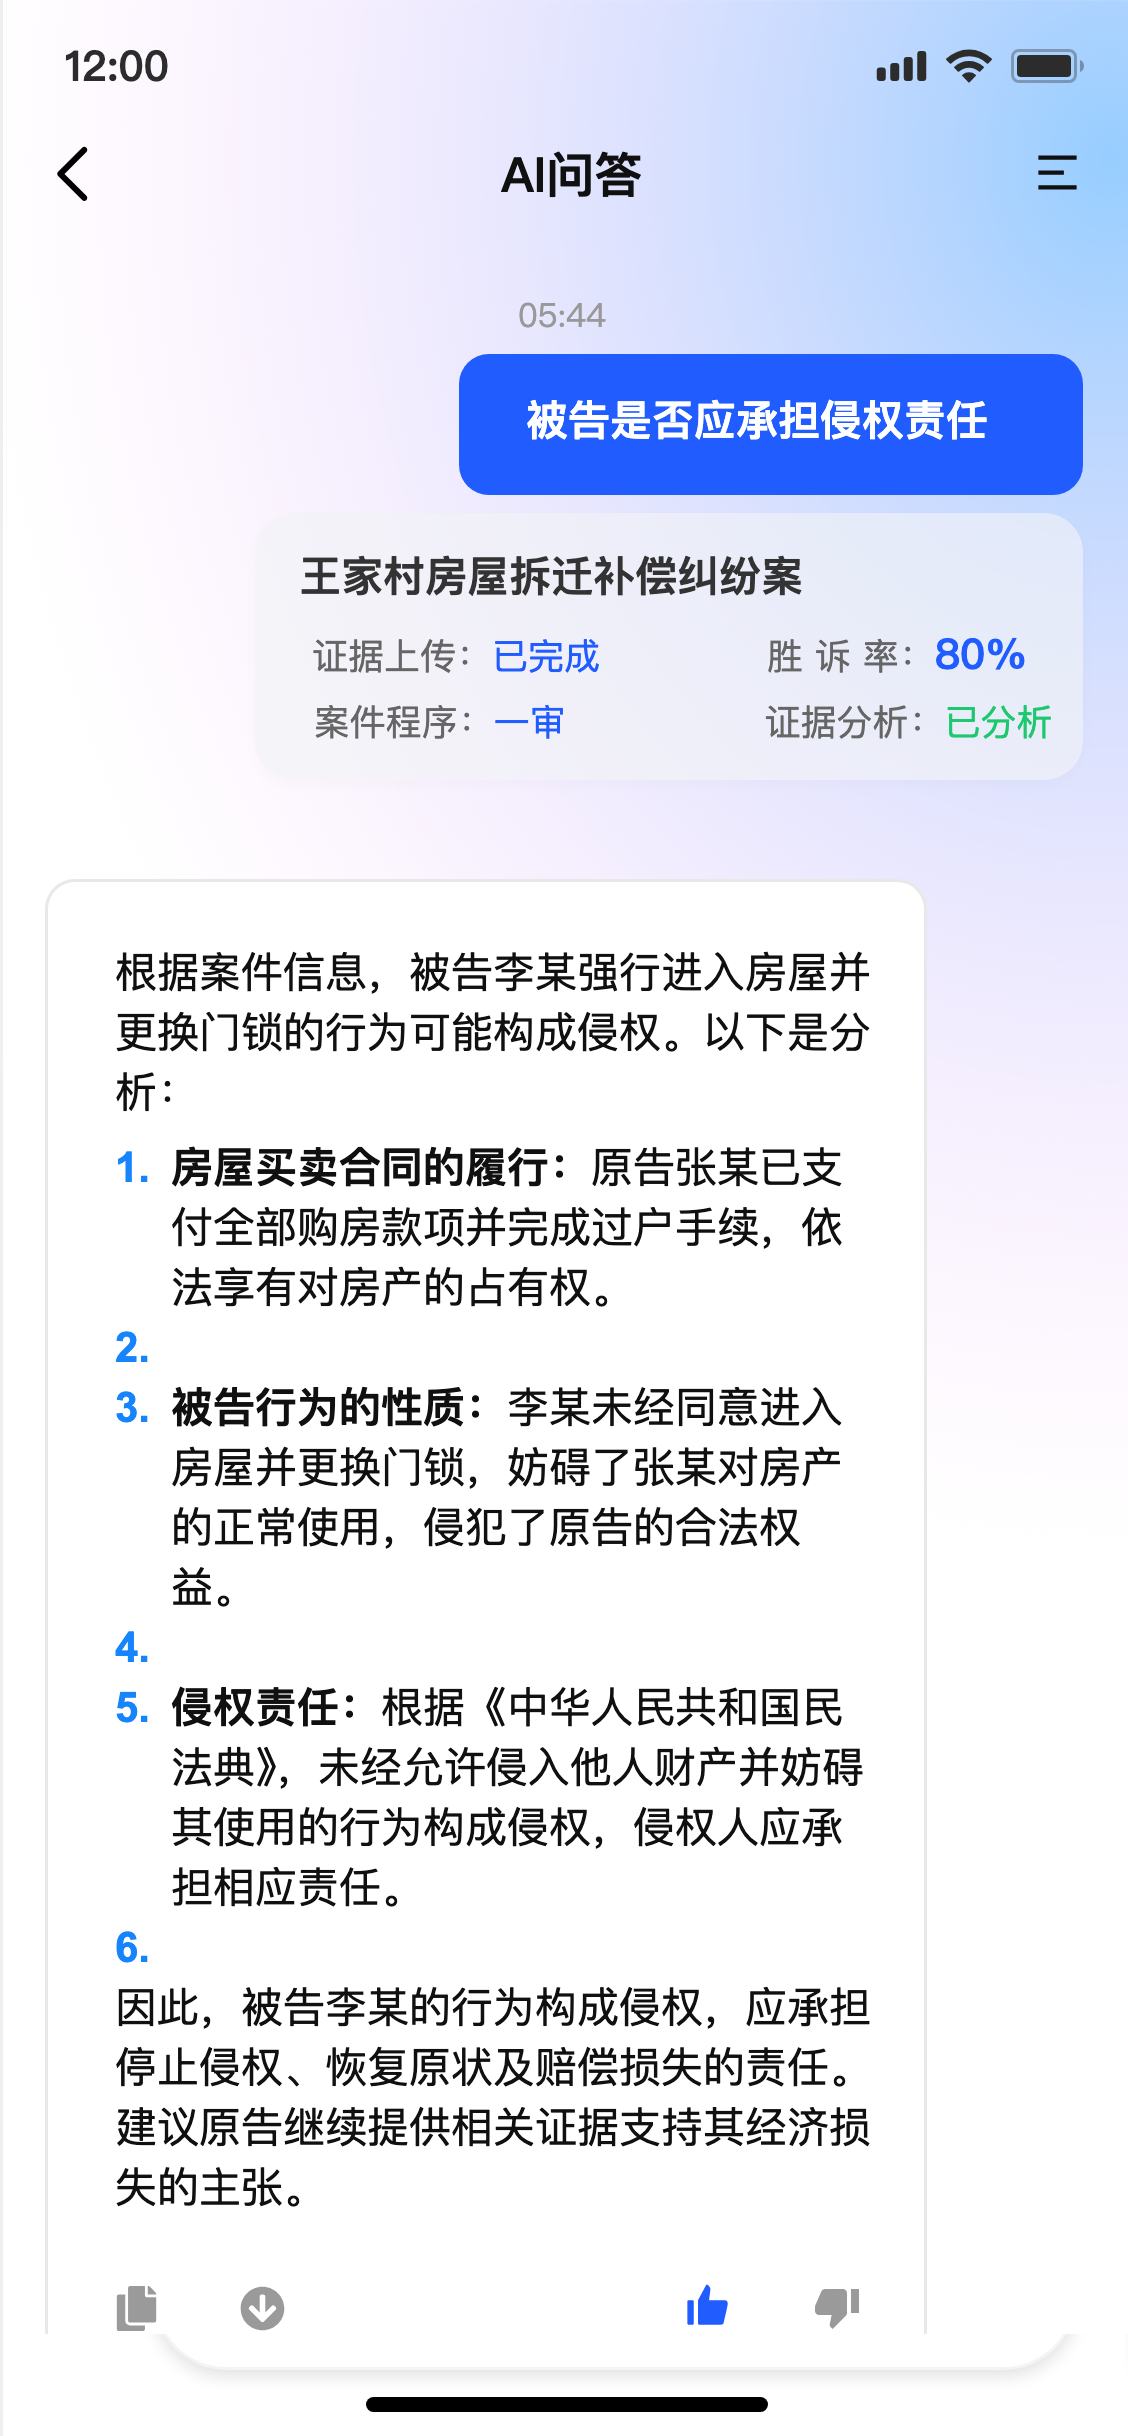 12:00
AI问答
05:44
被告是否应承担侵权责任
王家村房屋拆迁补偿纠纷案
证据上传：已完成 胜 诉 率：80%
案件程序：一审 证据分析：已分析
根据案件信息，被告李某强行进入房屋并
更换门锁的行为可能构成侵权。以下是分
析：
1. 房屋买卖合同的履行：原告张某已支
付全部购房款项并完成过户手续，依
法享有对房产的占有权。
2.
3. 被告行为的性质：李某未经同意进入
房屋并更换门锁，妨碍了张某对房产
的正常使用，侵犯了原告的合法权
益。
4.
5. 侵权责任：根据《中华人民共和国民
法典》，未经允许侵入他人财产并妨碍
其使用的行为构成侵权，侵权人应承
担相应责任。
6.
因此，被告李某的行为构成侵权，应承担
停止侵权、恢复原状及赔偿损失的责任。
建议原告继续提供相关证据支持其经济损
失的主张。